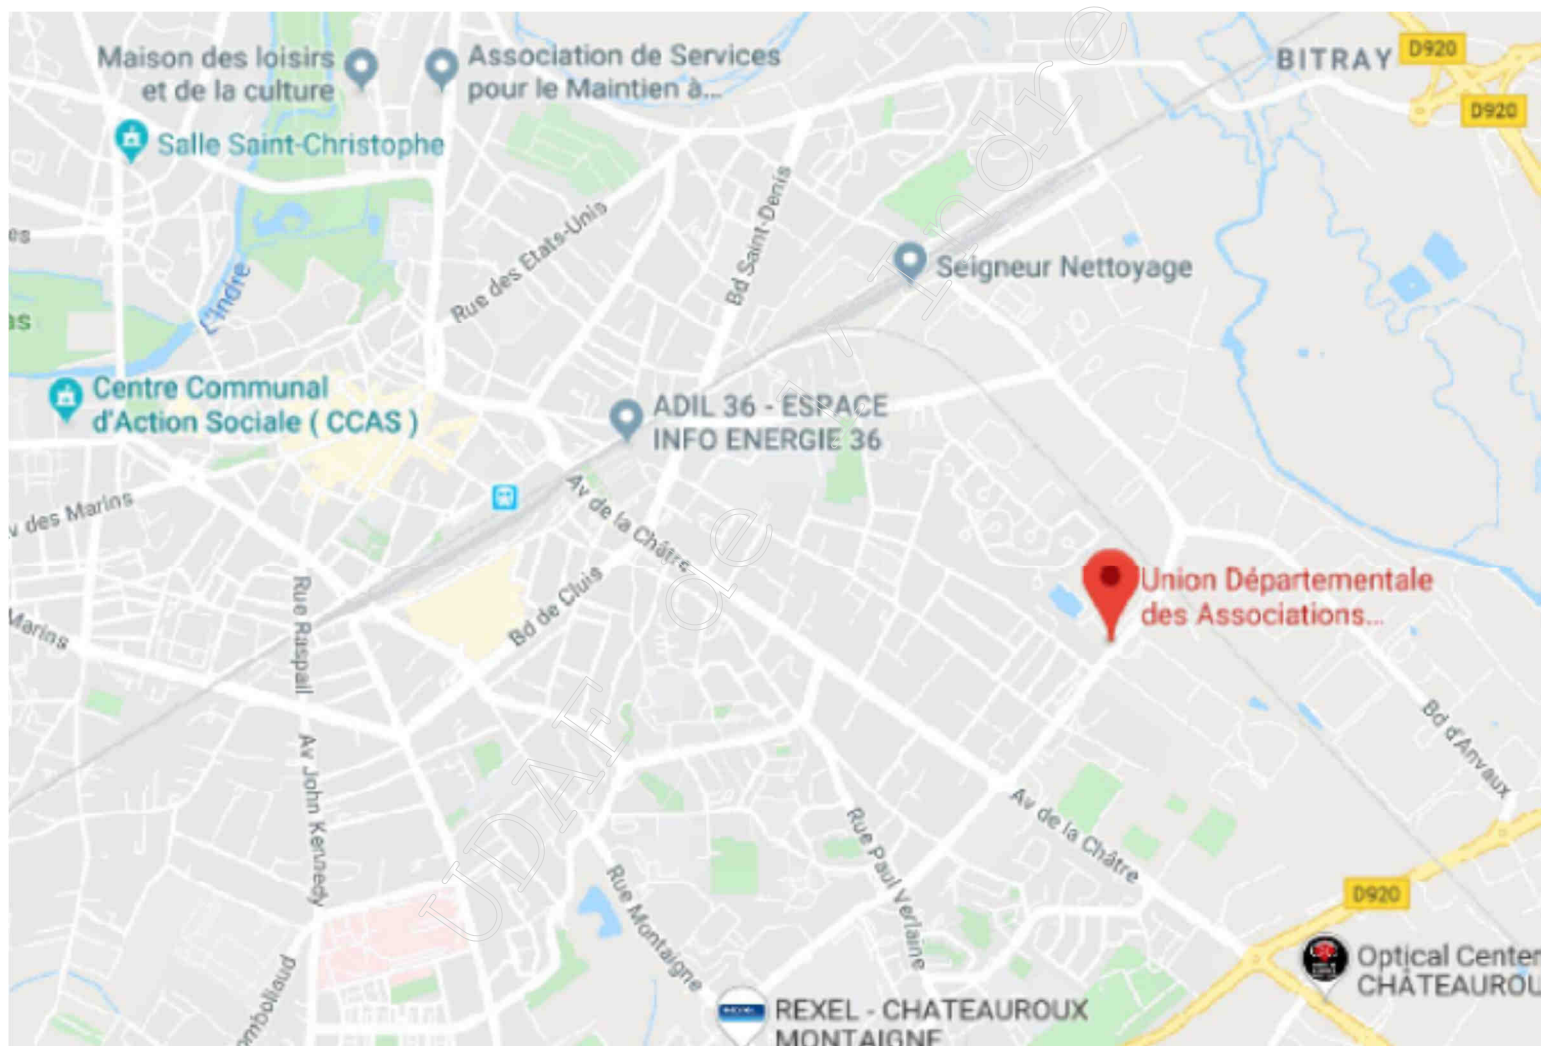 Maison des loisirs
et de la culture
Association de Services
pour le Maintien à...
BITRAY
D920
D920
Salle Saint-Christophe
Bd Saint-Denis
Rue des Etats-Unis
L'Indre
Seigneur Nettoyage
Centre Communal
d'Action Sociale ( CCAS )
ADIL 36 - ESPACE
INFO ENERGIE 36
des Marins
Av de la Châtre
Marins
Rue Raspail
Bd de Cluis
Union Départementale
des Associations...
Bd d'Anvaux
Av John Kennedy
Av de la Châtre
Rue Paul Verlaine
Rue Montaigne
D920
Optical Center
CHÂTEAUROU
REXEL - CHATEAUROUX
MONTAIGNE
UDAF de l'Indre